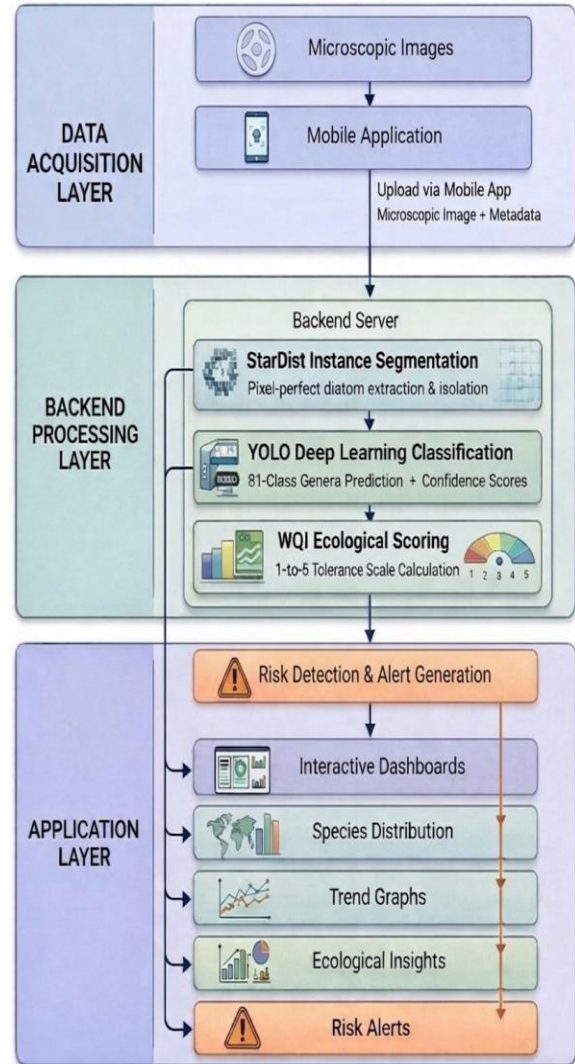 Microscopic Images
DATA
ACQUISITION
LAYER
Mobile Application
Upload via Mobile App
Microscopic Image + Metadata
Backend Server
BACKEND
PROCESSING
LAYER
StarDist Instance Segmentation
Pixel-perfect diatom extraction & isolation
YOLO Deep Learning Classification
81-Class Genera Prediction + Confidence Scores
WQI Ecological Scoring
1-to-5 Tolerance Scale Calculation
1 2 3 4 5
APPLICATION
LAYER
Risk Detection & Alert Generation
Interactive Dashboards
Species Distribution
Trend Graphs
Ecological Insights
Risk Alerts